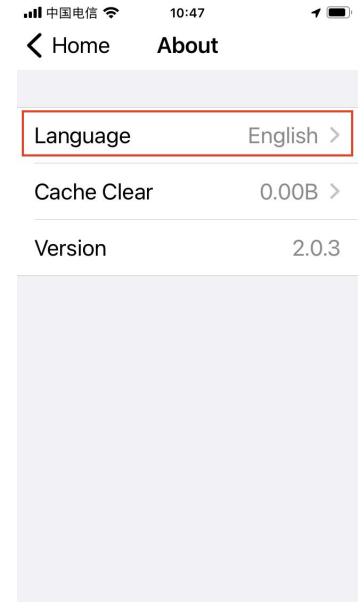 中国电信 10:47
Home About
Language English
Cache Clear 0.00B
Version 2.0.3